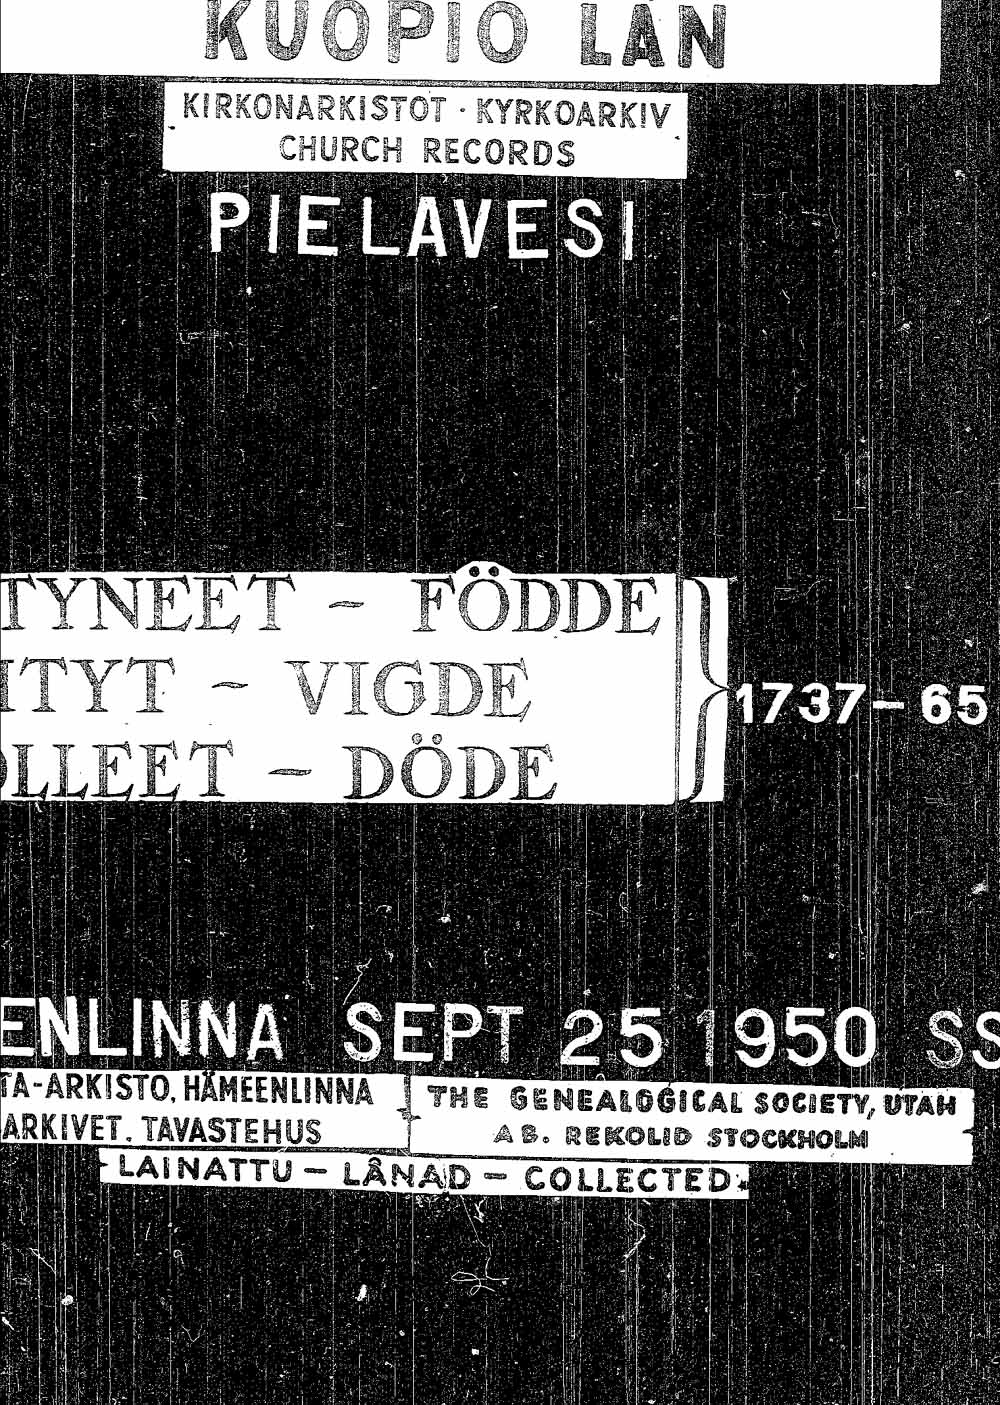 KUOPIO LÄN
KIRKONARKISTOT · KYRKOARKIV
CHURCH RECORDS
PIELAVESI
TYNEET – FÖDDE
ITYT – VIGDE
OLLEET – DÖDE
} 1737–65
ENLINNA SEPT 25 1950 SS
TA-ARKISTO, HÄMEENLINNA
ARKIVET. TAVASTEHUS
THE GENEALOGICAL SOCIETY, UTAH
AB. REKOLID STOCKHOLM
LAINATTU – LÅNAD – COLLECTED: